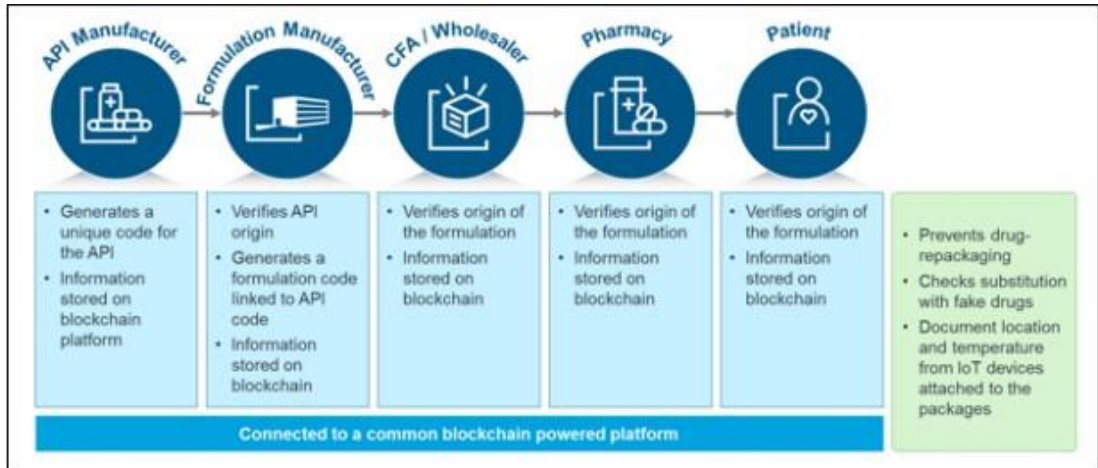 API Manufacturer
Formulation Manufacturer
CFA / Wholesaler
Pharmacy
Patient
• Generates a
unique code for
the API
• Information
stored on
blockchain
platform
• Verifies API
origin
• Generates a
formulation code
linked to API
code
• Information
stored on
blockchain
• Verifies origin of
the formulation
• Information
stored on
blockchain
• Verifies origin of
the formulation
• Information
stored on
blockchain
• Verifies origin of
the formulation
• Information
stored on
blockchain
• Prevents drug-
repackaging
• Checks substitution
with fake drugs
• Document location
and temperature
from IoT devices
attached to the
packages
Connected to a common blockchain powered platform